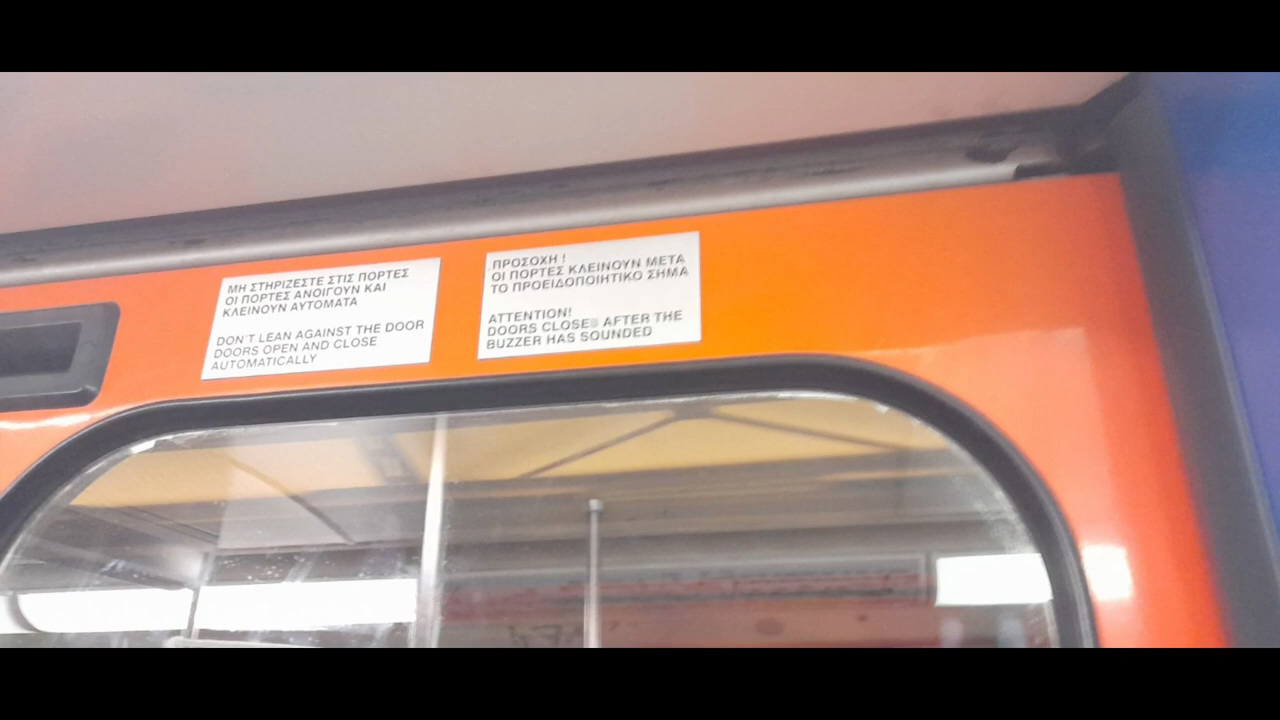 ΜΗ ΣΤΗΡΙΖΕΣΤΕ ΣΤΙΣ ΠΟΡΤΕΣ
ΟΙ ΠΟΡΤΕΣ ΑΝΟΙΓΟΥΝ ΚΑΙ
ΚΛΕΙΝΟΥΝ ΑΥΤΟΜΑΤΑ
DON'T LEAN AGAINST THE DOOR
DOORS OPEN AND CLOSE
AUTOMATICALLY
ΠΡΟΣΟΧΗ !
ΟΙ ΠΟΡΤΕΣ ΚΛΕΙΝΟΥΝ ΜΕΤΑ
ΤΟ ΠΡΟΕΙΔΟΠΟΙΗΤΙΚΟ ΣΗΜΑ
ATTENTION!
DOORS CLOSE AFTER THE
BUZZER HAS SOUNDED